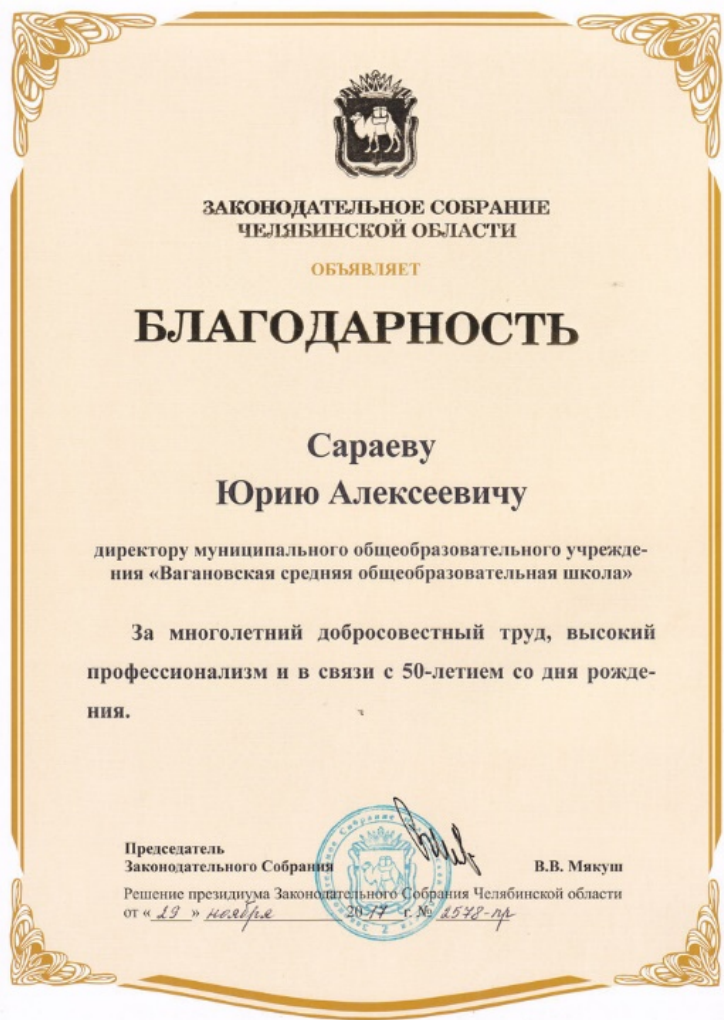 ЗАКОНОДАТЕЛЬНОЕ СОБРАНИЕ
ЧЕЛЯБИНСКОЙ ОБЛАСТИ
ОБЪЯВЛЯЕТ
БЛАГОДАРНОСТЬ
Сараеву
Юрию Алексеевичу
директору муниципального общеобразовательного учрежде-
ния «Вагановская средняя общеобразовательная школа»
За многолетний добросовестный труд, высокий
профессионализм и в связи с 50-летием со дня рожде-
ния.
Председатель
Законодательного Собрания
В.В. Мякуш
Решение президиума Законодательного Собрания Челябинской области
от « 29 » ноября 2017 г. № 2578-пр